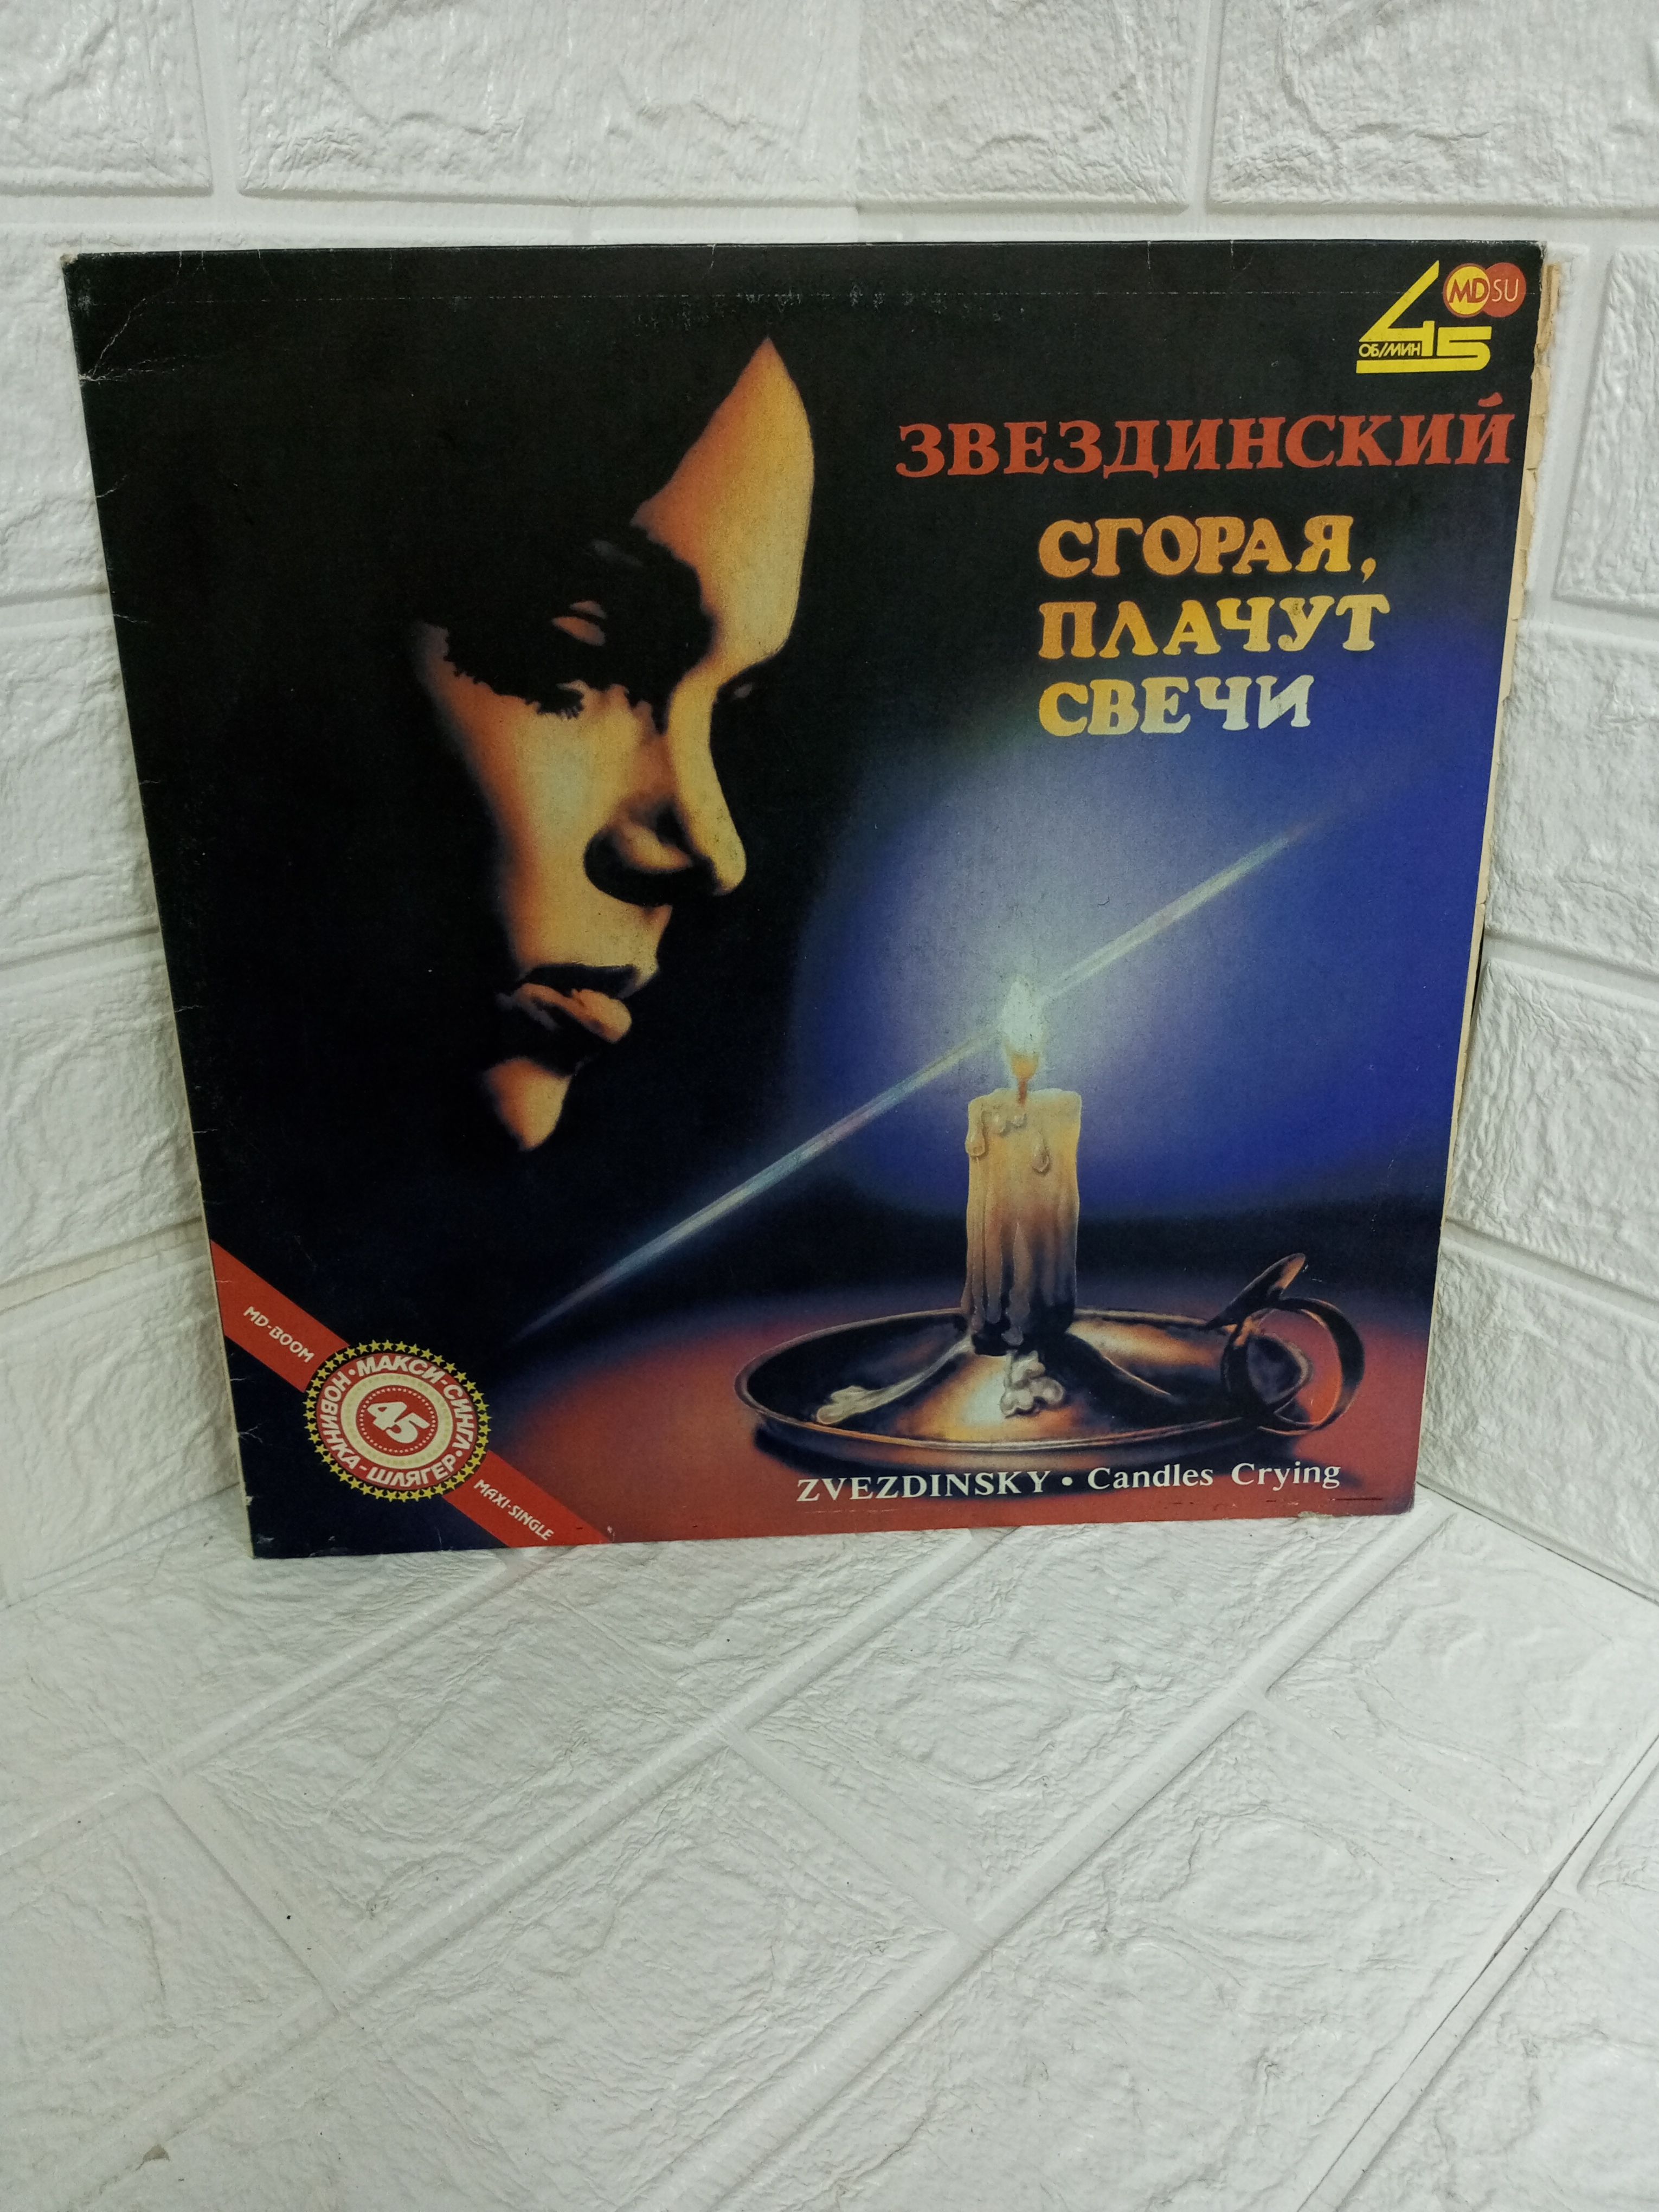 MD SU
45
ОБ/МИН
ЗВЕЗДИНСКИЙ
СГОРАЯ,
ПЛАЧУТ
СВЕЧИ
MD-BOOM
МАКСИ-СИНГЛ • НОВИНКА-ШЛЯГЕР •
45
MAXI-SINGLE
ZVEZDINSKY • Candles Crying